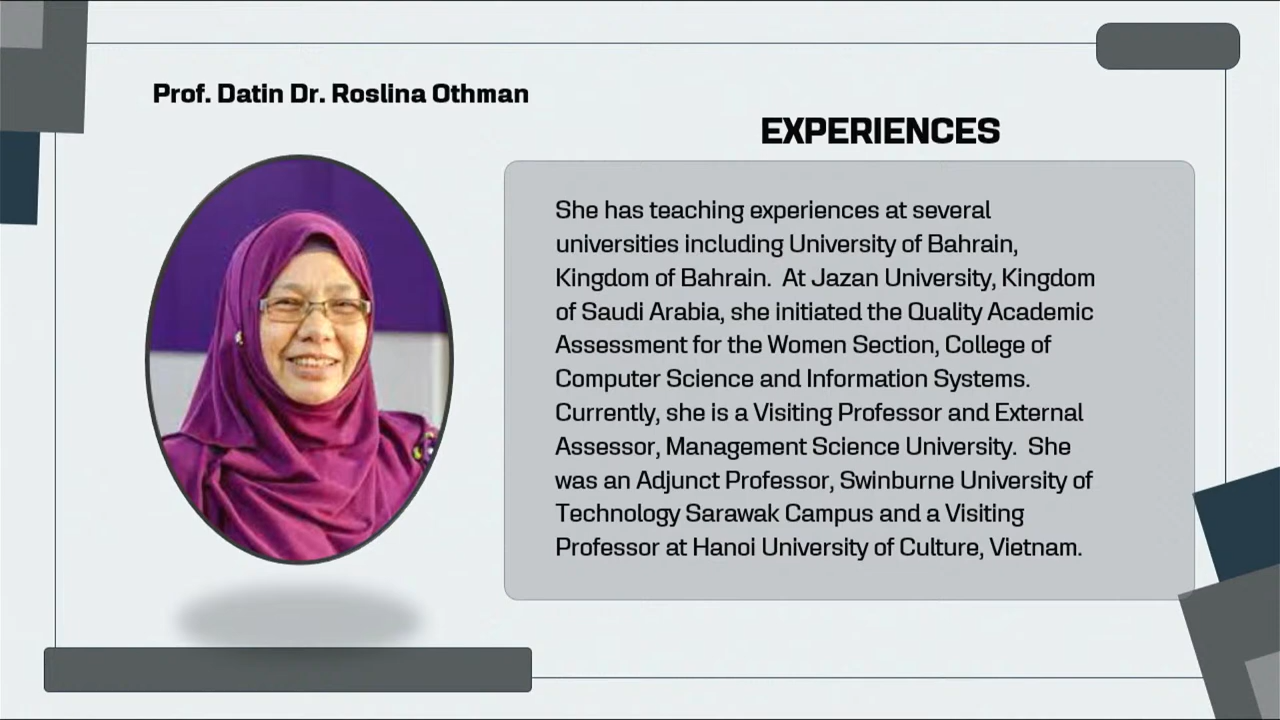 Prof. Datin Dr. Roslina Othman
EXPERIENCES
She has teaching experiences at several
universities including University of Bahrain,
Kingdom of Bahrain.  At Jazan University, Kingdom
of Saudi Arabia, she initiated the Quality Academic
Assessment for the Women Section, College of
Computer Science and Information Systems.
Currently, she is a Visiting Professor and External
Assessor, Management Science University.  She
was an Adjunct Professor, Swinburne University of
Technology Sarawak Campus and a Visiting
Professor at Hanoi University of Culture, Vietnam.